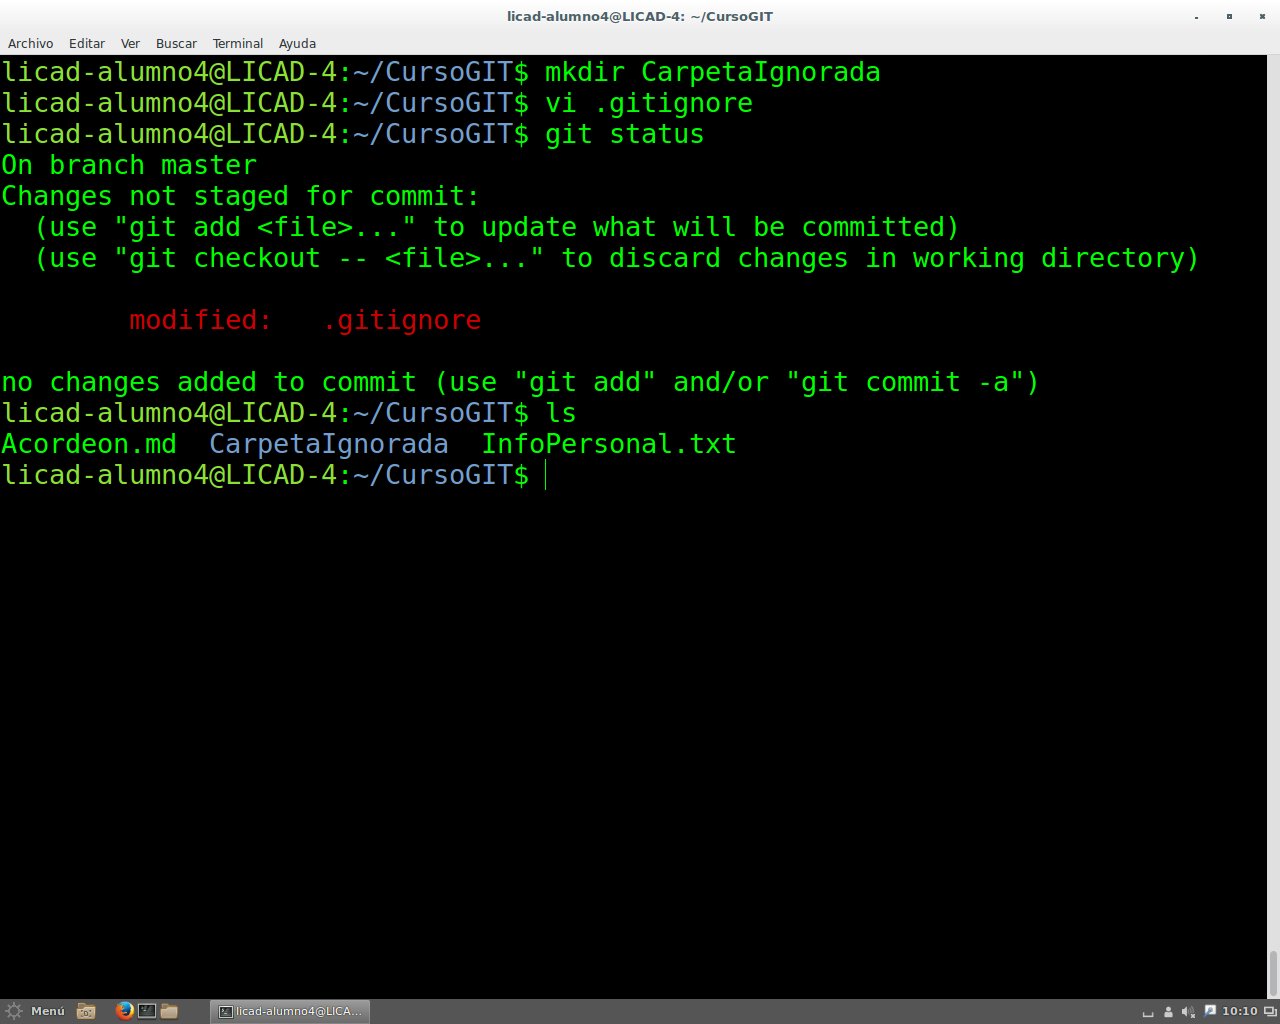 licad-alumno4@LICAD-4: ~/CursoGIT
Archivo Editar Ver Buscar Terminal Ayuda
licad-alumno4@LICAD-4:~/CursoGIT$ mkdir CarpetaIgnorada
licad-alumno4@LICAD-4:~/CursoGIT$ vi .gitignore
licad-alumno4@LICAD-4:~/CursoGIT$ git status
On branch master
Changes not staged for commit:
  (use "git add <file>..." to update what will be committed)
  (use "git checkout -- <file>..." to discard changes in working directory)
        modified:   .gitignore
no changes added to commit (use "git add" and/or "git commit -a")
licad-alumno4@LICAD-4:~/CursoGIT$ ls
Acordeon.md  CarpetaIgnorada  InfoPersonal.txt
licad-alumno4@LICAD-4:~/CursoGIT$
Menú licad-alumno4@LICA... 10:10